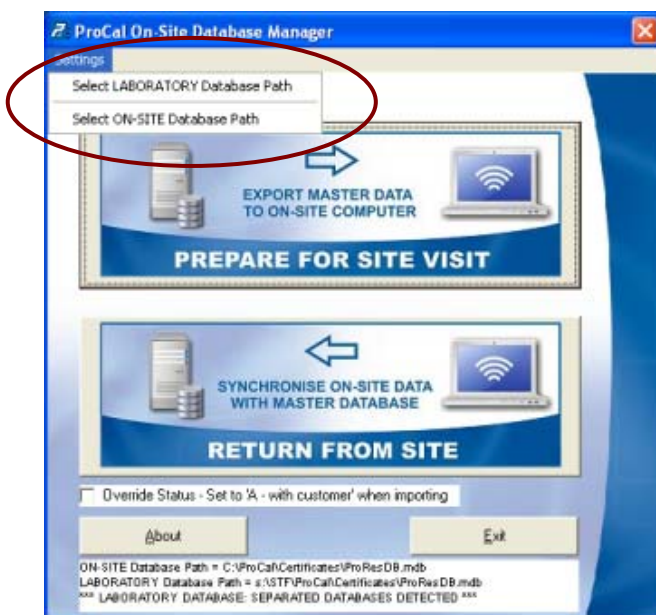 ProCal On-Site Database Manager
Settings
Select LABORATORY Database Path
Select ON-SITE Database Path
EXPORT MASTER DATA
TO ON-SITE COMPUTER
PREPARE FOR SITE VISIT
SYNCHRONISE ON-SITE DATA
WITH MASTER DATABASE
RETURN FROM SITE
Override Status - Set to 'A - with customer' when importing
About
Exit
ON-SITE Database Path = C:\ProCal\Certificates\ProResDB.mdb
LABORATORY Database Path = s:\STF\ProCal\Certificates\ProResDB.mdb
*** LABORATORY DATABASE: SEPARATED DATABASES DETECTED ***